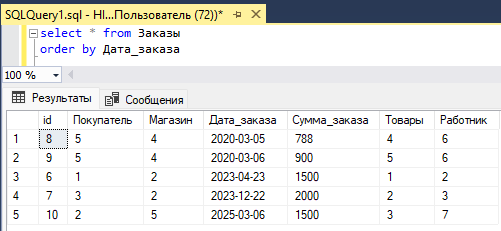 SQLQuery1.sql - HI...Пользователь (72))*
select * from Заказы
order by Дата_заказа
100 %
Результаты Сообщения
id Покупатель Магазин Дата_заказа Сумма_заказа Товары Работник
1 8 5 4 2020-03-05 788 4 6
2 9 5 4 2020-03-06 900 5 6
3 6 1 2 2023-04-23 1500 1 2
4 7 3 2 2023-12-22 2000 2 3
5 10 2 5 2025-03-06 1500 3 7